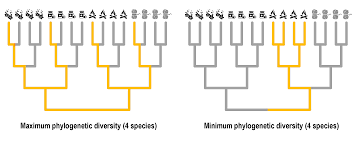 Maximum phylogenetic diversity (4 species)
Minimum phylogenetic diversity (4 species)